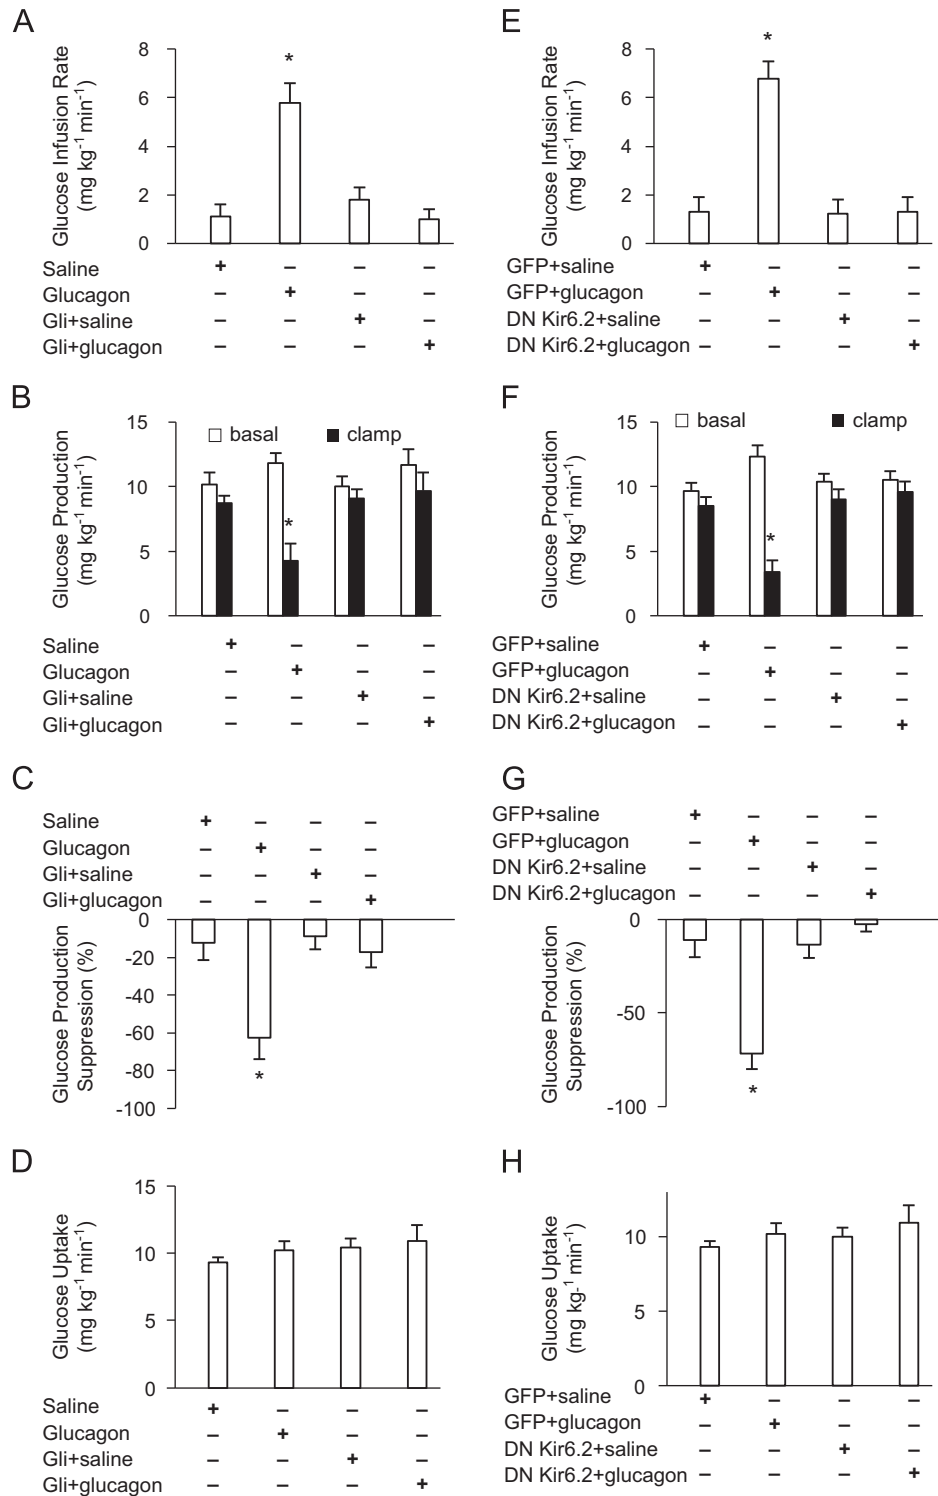 A
Glucose Infusion Rate
(mg kg-1 min-1)
8
6
4
2
0
*
Saline + – – –
Glucagon – + – –
Gli+saline – – + –
Gli+glucagon – – – +
E
Glucose Infusion Rate
(mg kg-1 min-1)
8
6
4
2
0
*
GFP+saline + – – –
GFP+glucagon – + – –
DN Kir6.2+saline – – + –
DN Kir6.2+glucagon – – – +
B
Glucose Production
(mg kg-1 min-1)
15
10
5
0
basal clamp
*
Saline + – – –
Glucagon – + – –
Gli+saline – – + –
Gli+glucagon – – – +
F
Glucose Production
(mg kg-1 min-1)
15
10
5
0
basal clamp
*
GFP+saline + – – –
GFP+glucagon – + – –
DN Kir6.2+saline – – + –
DN Kir6.2+glucagon – – – +
C
Saline + – – –
Glucagon – + – –
Gli+saline – – + –
Gli+glucagon – – – +
Glucose Production
Suppression (%)
0
-20
-40
-60
-80
-100
*
G
GFP+saline + – – –
GFP+glucagon – + – –
DN Kir6.2+saline – – + –
DN Kir6.2+glucagon – – – +
Glucose Production
Suppression (%)
0
-50
-100
*
D
Glucose Uptake
(mg kg-1 min-1)
15
10
5
0
Saline + – – –
Glucagon – + – –
Gli+saline – – + –
Gli+glucagon – – – +
H
Glucose Uptake
(mg kg-1 min-1)
10
5
0
GFP+saline + – – –
GFP+glucagon – + – –
DN Kir6.2+saline – – + –
DN Kir6.2+glucagon – – – +